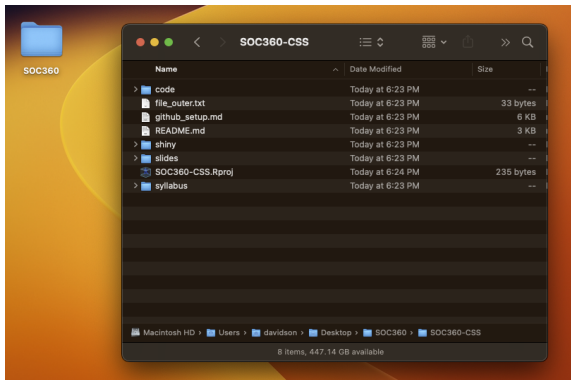 SOC360
SOC360-CSS
Name Date Modified Size
code Today at 6:23 PM --
file_outer.txt Today at 6:23 PM 33 bytes
github_setup.md Today at 6:23 PM 6 KB
README.md Today at 6:23 PM 3 KB
shiny Today at 6:23 PM --
slides Today at 6:23 PM --
SOC360-CSS.Rproj Today at 6:24 PM 235 bytes
syllabus Today at 6:23 PM --
Macintosh HD › Users › davidson › Desktop › SOC360 › SOC360-CSS
8 items, 447.14 GB available